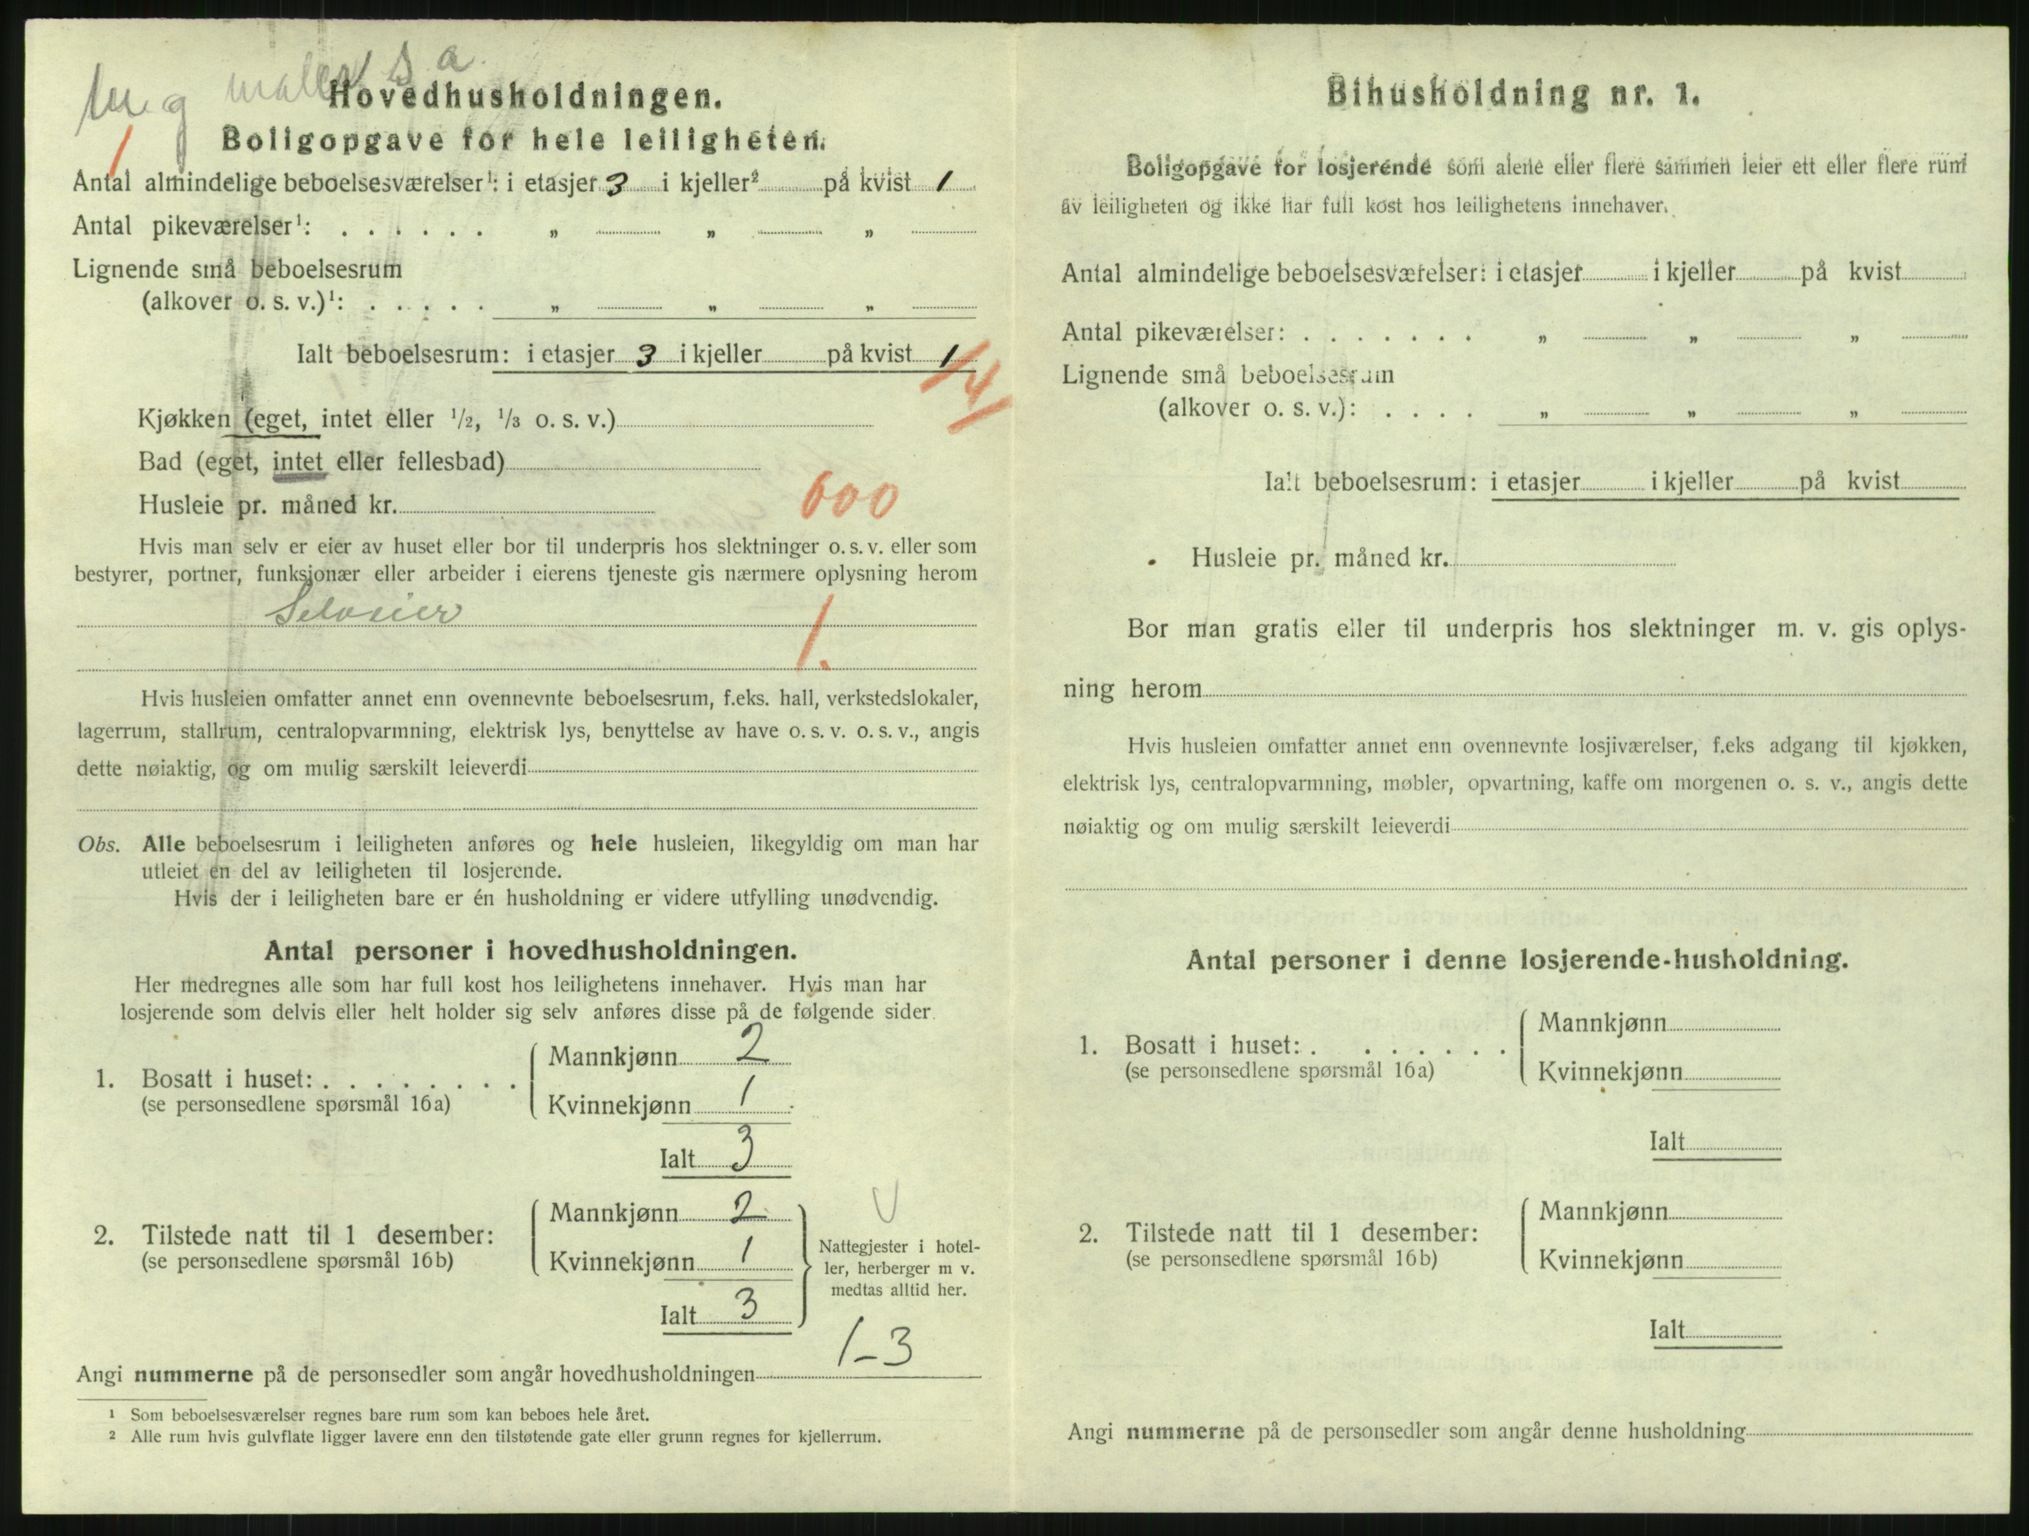 Hovedhusholdningen.
Boligopgave for hele leiligheten.
1
Antal almindelige beboelsesværelser¹: i etasjer 3 i kjeller² på kvist 1
Antal pikeværelser¹: . . . . . . „ „ „
Lignende små beboelsesrum
(alkover o. s. v.)¹: . . . . . „ „ „
Ialt beboelsesrum: i etasjer 3 i kjeller på kvist 1
4
Kjøkken (eget, intet eller 1/2, 1/3 o. s. v.)
Bad (eget, intet eller fellesbad)
Husleie pr. måned kr. 600
Hvis man selv er eier av huset eller bor til underpris hos slektninger o. s. v. eller som
bestyrer, portner, funksjonær eller arbeider i eierens tjeneste gis nærmere oplysning herom
Selveier
1.
Hvis husleien omfatter annet enn ovennevnte beboelsesrum, f.eks. hall, verkstedslokaler,
lagerrum, stallrum, centralopvarmning, elektrisk lys, benyttelse av have o. s. v. o. s. v., angis
dette nøiaktig, og om mulig særskilt leieverdi
Obs. Alle beboelsesrum i leiligheten anføres og hele husleien, likegyldig om man har
utleiet en del av leiligheten til losjerende.
Hvis der i leiligheten bare er én husholdning er videre utfylling unødvendig.
Antal personer i hovedhusholdningen.
Her medregnes alle som har full kost hos leilighetens innehaver. Hvis man har
losjerende som delvis eller helt holder sig selv anføres disse på de følgende sider.
Mannkjønn 2
1. Bosatt i huset: . . . . . . . .
(se personsedlene spørsmål 16a)
Kvinnekjønn 1
Ialt 3
Mannkjønn 2
2. Tilstede natt til 1 desember:
(se personsedlene spørsmål 16b)
Kvinnekjønn 1
Ialt 3
Nattegjester i hotel-
ler, herberger m v.
medtas alltid her.
Angi nummerne på de personsedler som angår hovedhusholdningen 1-3
¹ Som beboelsesværelser regnes bare rum som kan beboes hele året.
² Alle rum hvis gulvflate ligger lavere enn den tilstøtende gate eller grunn regnes for kjellerrum.
Bihusholdning nr. 1.
Boligopgave for losjerende som alene eller flere sammen leier ett eller flere rum
av leiligheten og ikke har full kost hos leilighetens innehaver.
Antal almindelige beboelsesværelser: i etasjer i kjeller på kvist
Antal pikeværelser: . . . . . . . „ „ „
Lignende små beboelsesrum
(alkover o. s. v.): . . . . „ „ „
Ialt beboelsesrum: i etasjer i kjeller på kvist
Husleie pr. måned kr.
Bor man gratis eller til underpris hos slektninger m. v. gis oplys-
ning herom
Hvis husleien omfatter annet enn ovennevnte losjiværelser, f.eks adgang til kjøkken,
elektrisk lys, centralopvarmning, møbler, opvartning, kaffe om morgenen o. s. v., angis dette
nøiaktig og om mulig særskilt leieverdi
Antal personer i denne losjerende-husholdning.
Mannkjønn
1. Bosatt i huset: . . . . . . .
(se personsedlene spørsmål 16a)
Kvinnekjønn
Ialt
Mannkjønn
2. Tilstede natt til 1 desember:
(se personsedlene spørsmål 16b)
Kvinnekjønn
Ialt
Angi nummerne på de personsedler som angår denne husholdning